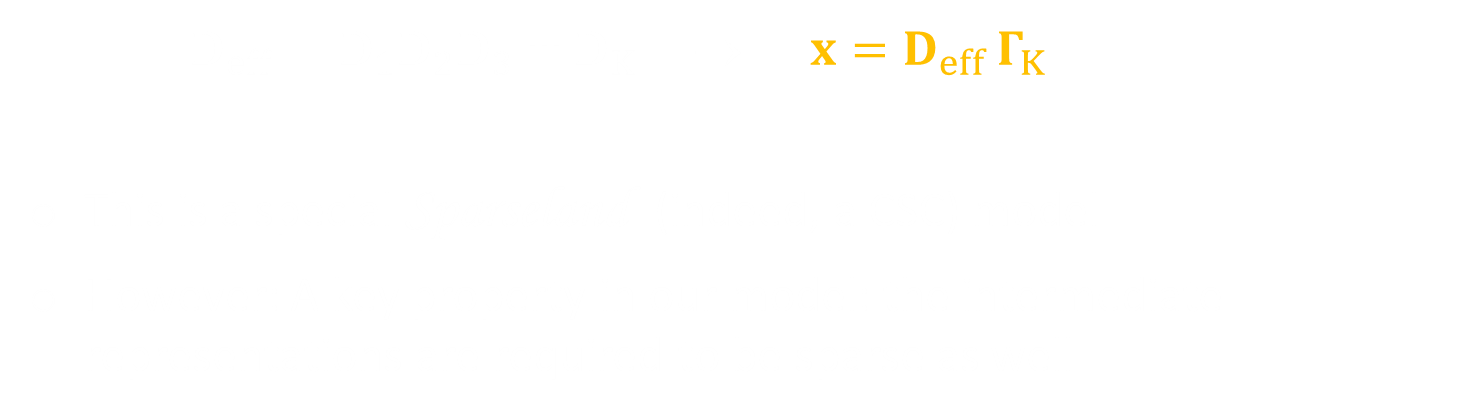 𝐱 = 𝐃_eff 𝚪_K